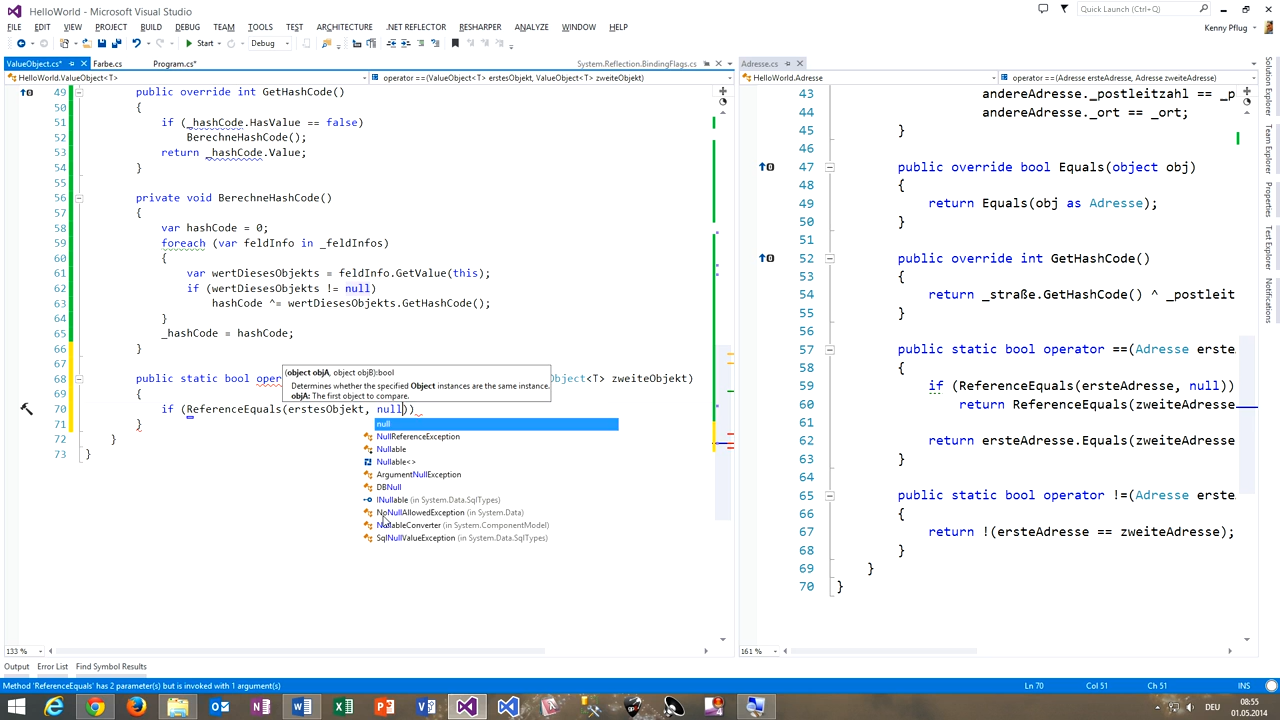 HelloWorld - Microsoft Visual Studio
Quick Launch (Ctrl+Q)
FILE EDIT VIEW PROJECT BUILD DEBUG TEAM TOOLS TEST ARCHITECTURE .NET REFLECTOR RESHARPER ANALYZE WINDOW HELP
Kenny Pflug
Start Debug
ValueObject.cs* Farbe.cs Program.cs* System.Reflection.BindingFlags.cs
Adresse.cs
HelloWorld.ValueObject<T> operator ==(ValueObject<T> erstesObjekt, ValueObject<T> zweiteObjekt)
HelloWorld.Adresse operator ==(Adresse ersteAdresse, Adresse zweiteAdresse)
49 public override int GetHashCode()
50 {
51 if (_hashCode.HasValue == false)
52 BerechneHashCode();
53 return _hashCode.Value;
54 }
55
56 private void BerechneHashCode()
57 {
58 var hashCode = 0;
59 foreach (var feldInfo in _feldInfos)
60 {
61 var wertDiesesObjekts = feldInfo.GetValue(this);
62 if (wertDiesesObjekts != null)
63 hashCode ^= wertDiesesObjekts.GetHashCode();
64 }
65 _hashCode = hashCode;
66 }
67
68 public static bool oper Object<T> zweiteObjekt)
69 {
70 if (ReferenceEquals(erstesObjekt, null))
71 }
72 }
73 }
(object objA, object objB):bool
Determines whether the specified Object instances are the same instance.
objA: The first object to compare.
null
NullReferenceException
Nullable
Nullable<>
ArgumentNullException
DBNull
INullable (in System.Data.SqlTypes)
NoNullAllowedException (in System.Data)
NullableConverter (in System.ComponentModel)
SqlNullValueException (in System.Data.SqlTypes)
43 andereAdresse._postleitzahl == _p
44 andereAdresse._ort == _ort;
45 }
46
47 public override bool Equals(object obj)
48 {
49 return Equals(obj as Adresse);
50 }
51
52 public override int GetHashCode()
53 {
54 return _straße.GetHashCode() ^ _postleit
55 }
56
57 public static bool operator ==(Adresse erste
58 {
59 if (ReferenceEquals(ersteAdresse, null))
60 return ReferenceEquals(zweiteAdresse
61
62 return ersteAdresse.Equals(zweiteAdresse
63 }
64
65 public static bool operator !=(Adresse erste
66 {
67 return !(ersteAdresse == zweiteAdresse);
68 }
69 }
70 }
Solution Explorer
Team Explorer
Properties
Test Explorer
Notifications
133 %
161 %
Output Error List Find Symbol Results
Method 'ReferenceEquals' has 2 parameter(s) but is invoked with 1 argument(s)
Ln 70 Col 51 Ch 51 INS
DEU
08:55
01.05.2014